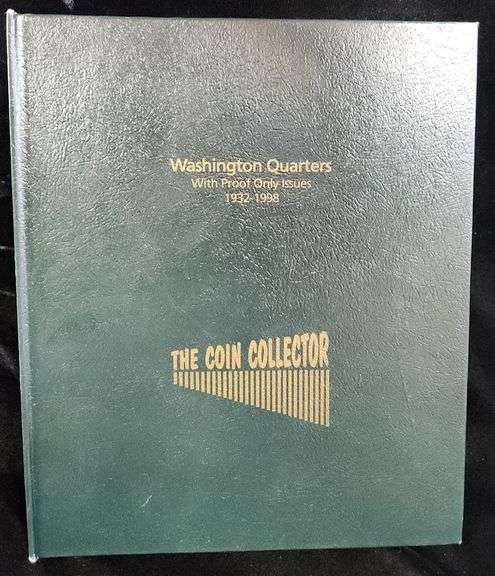 Washington Quarters
With Proof Only Issues
1932-1998
THE COIN COLLECTOR